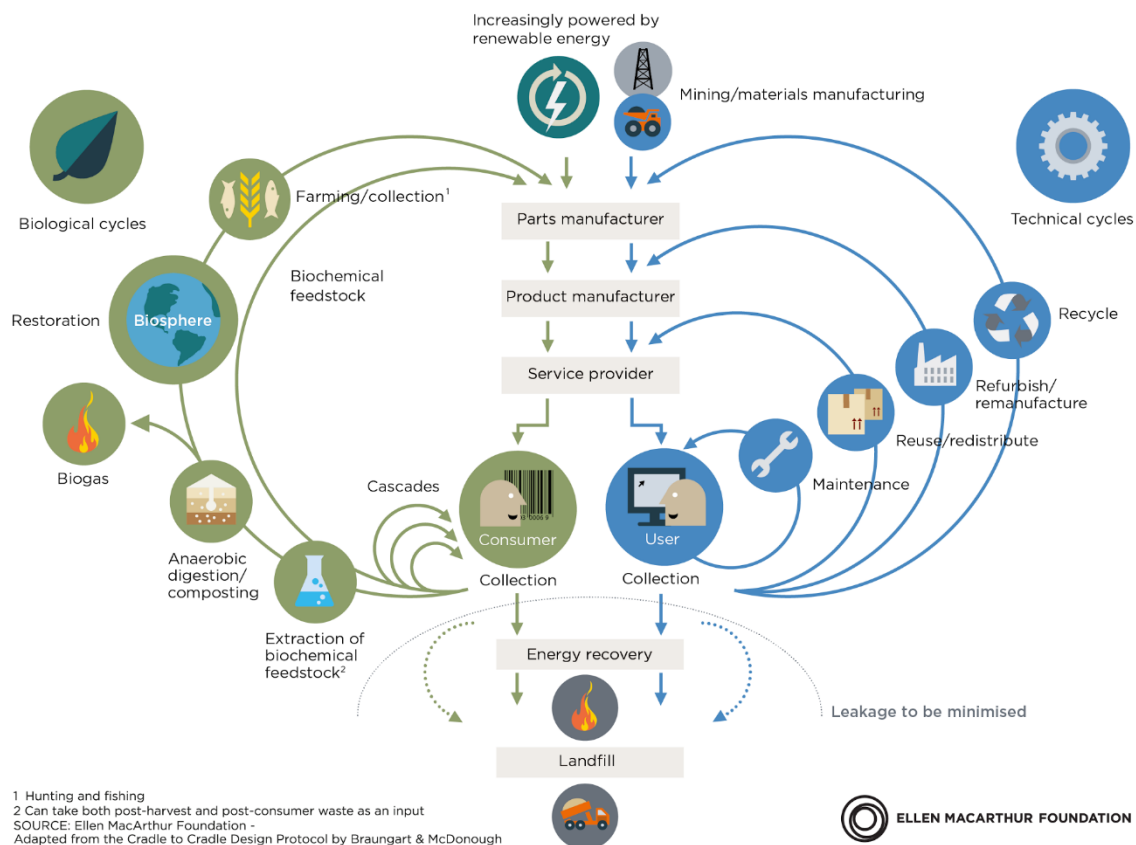 Increasingly powered by
renewable energy
Mining/materials manufacturing
Biological cycles
Technical cycles
Farming/collection¹
Parts manufacturer
Biochemical
feedstock
Product manufacturer
Restoration
Biosphere
Recycle
Service provider
Refurbish/
remanufacture
Reuse/redistribute
Biogas
Cascades
Maintenance
Consumer
User
Anaerobic
digestion/
composting
Collection
Collection
Extraction of
biochemical
feedstock²
Energy recovery
Leakage to be minimised
Landfill
1 Hunting and fishing
2 Can take both post-harvest and post-consumer waste as an input
SOURCE: Ellen MacArthur Foundation -
Adapted from the Cradle to Cradle Design Protocol by Braungart & McDonough
ELLEN MACARTHUR FOUNDATION